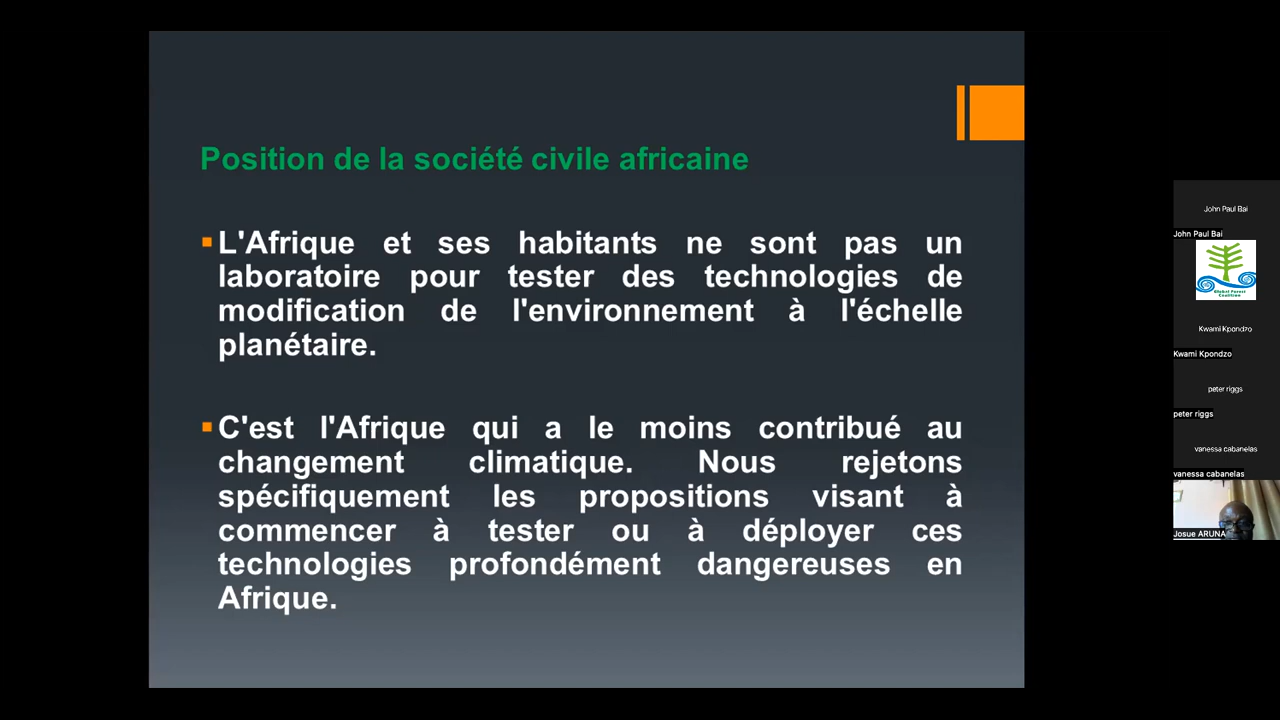 Position de la société civile africaine
▪L'Afrique et ses habitants ne sont pas un
laboratoire pour tester des technologies de
modification de l'environnement à l'échelle
planétaire.
▪C'est l'Afrique qui a le moins contribué au
changement climatique. Nous rejetons
spécifiquement les propositions visant à
commencer à tester ou à déployer ces
technologies profondément dangereuses en
Afrique.
John Paul Bai
John Paul Bai
Global Forest
Coalition
Kwami Kpondzo
Kwami Kpondzo
peter riggs
peter riggs
vanessa cabanelas
vanessa cabanelas
Josue ARUNA